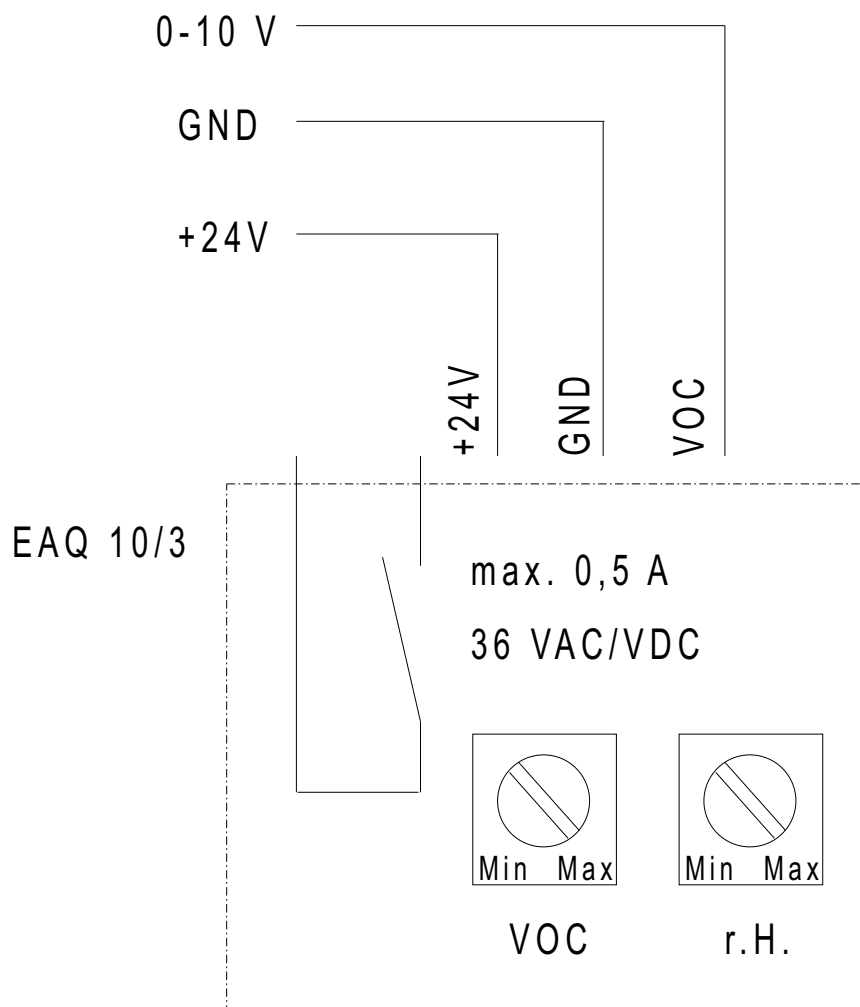 0-10 V
GND
+24V
+24V
GND
VOC
EAQ 10/3
max. 0,5 A
36 VAC/VDC
Min Max
Min Max
VOC
r.H.